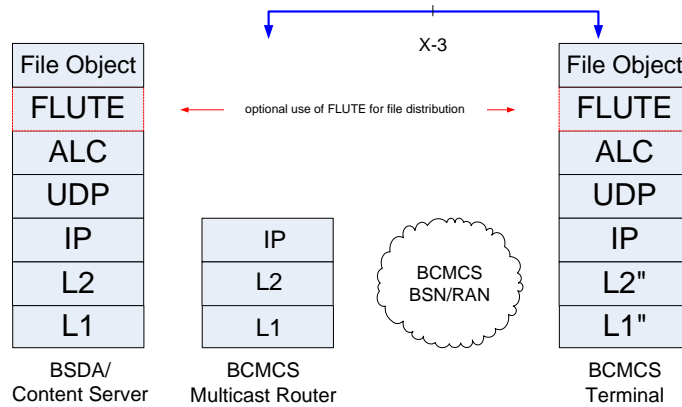 X-3
File Object
FLUTE
ALC
UDP
IP
L2
L1
BSDA/
Content Server
optional use of FLUTE for file distribution
IP
L2
L1
BCMCS
Multicast Router
BCMCS
BSN/RAN
File Object
FLUTE
ALC
UDP
IP
L2"
L1"
BCMCS
Terminal